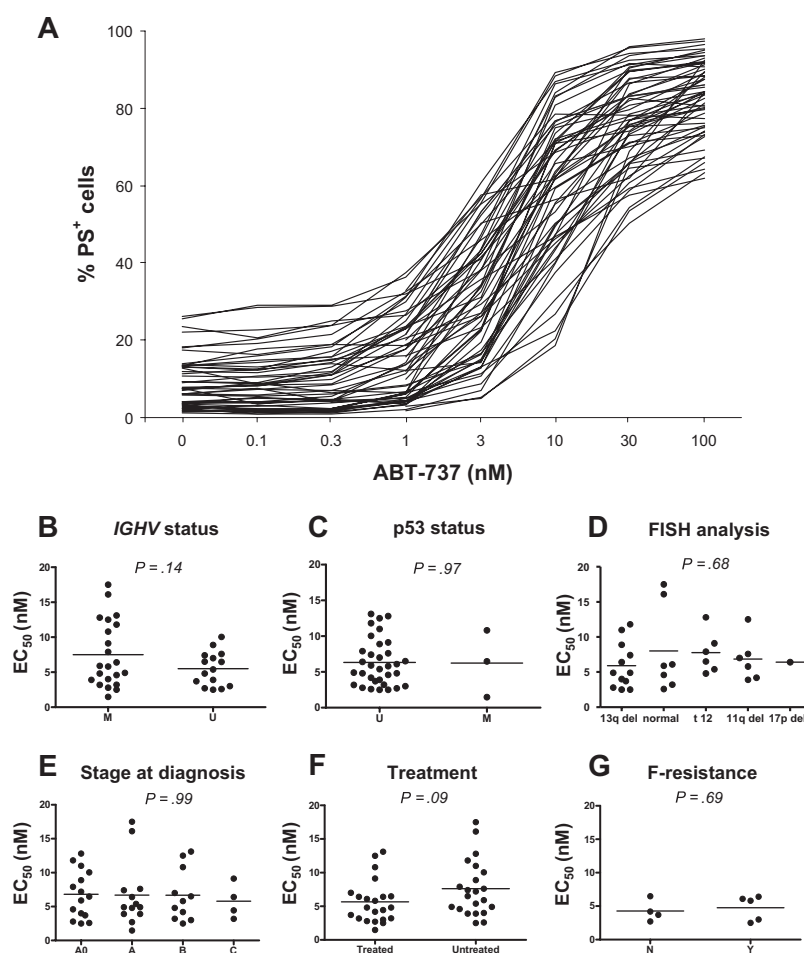 A
100
80
60
40
20
0
% PS+ cells
0 0.1 0.3 1 3 10 30 100
ABT-737 (nM)
B
IGHV status
P = .14
20
15
10
5
0
EC50 (nM)
M U
C
p53 status
P = .97
20
15
10
5
0
EC50 (nM)
U M
D
FISH analysis
P = .68
20
15
10
5
0
EC50 (nM)
13q del normal t 12 11q del 17p del
E
Stage at diagnosis
P = .99
20
15
10
5
0
EC50 (nM)
A0 A B C
F
Treatment
P = .09
20
15
10
5
0
EC50 (nM)
Treated Untreated
G
F-resistance
P = .69
20
15
10
5
0
EC50 (nM)
N Y